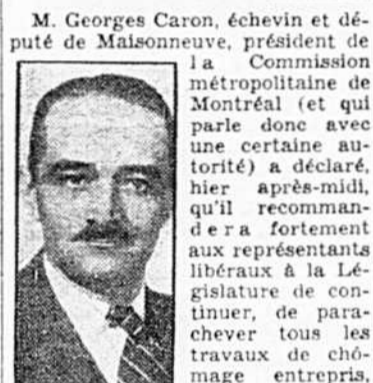 M. Georges Caron, échevin et dé-
puté de Maisonneuve, président de
la Commission
métropolitaine de
Montréal (et qui
parle donc avec
une certaine au-
torité) a déclaré,
hier après-midi,
qu'il recomman-
dera fortement
aux représentants
libéraux à la Lé-
gislature de con-
tinuer, de para-
chever tous les
travaux de chô-
mage entrepris,